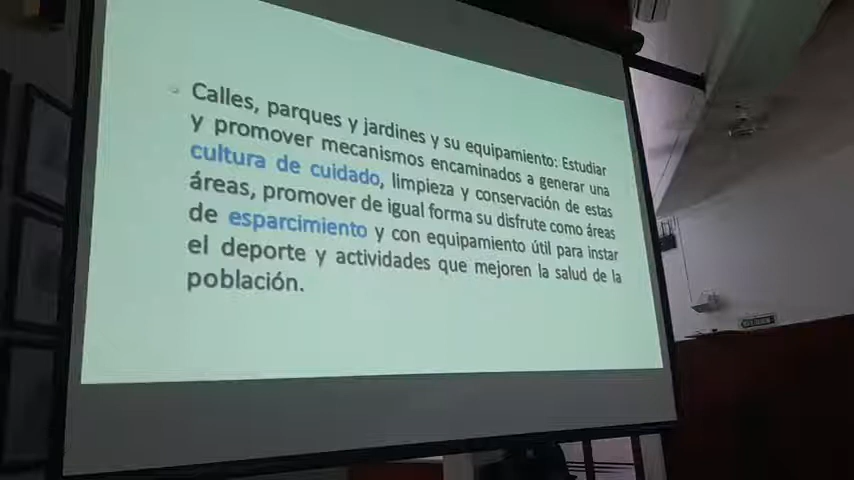 Calles, parques y jardines y su equipamiento: Estudiar
y promover mecanismos encaminados a generar una
cultura de cuidado, limpieza y conservación de estas
áreas, promover de igual forma su disfrute como áreas
de esparcimiento y con equipamiento útil para instar
el deporte y actividades que mejoren la salud de la
población.